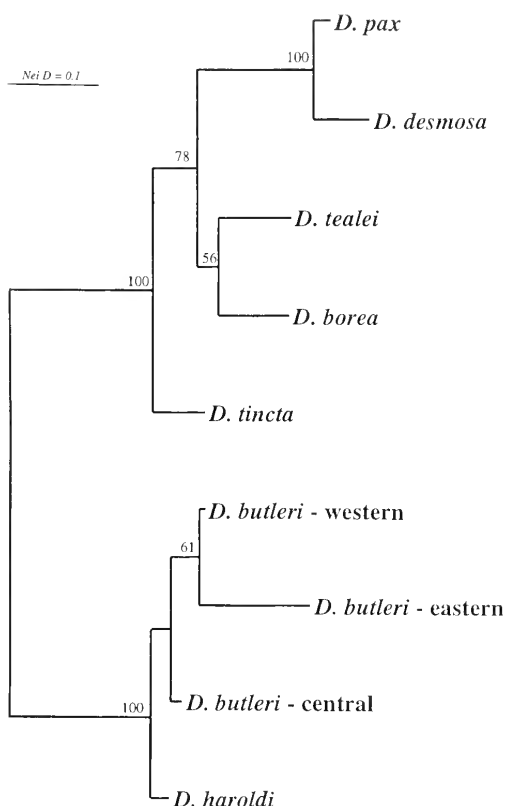 D. pax
Nei D = 0.1
100
D. desmosa
78
D. tealei
56
100
D. borea
D. tincta
D. butleri - western
61
D. butleri - eastern
D. butleri - central
100
D. haroldi